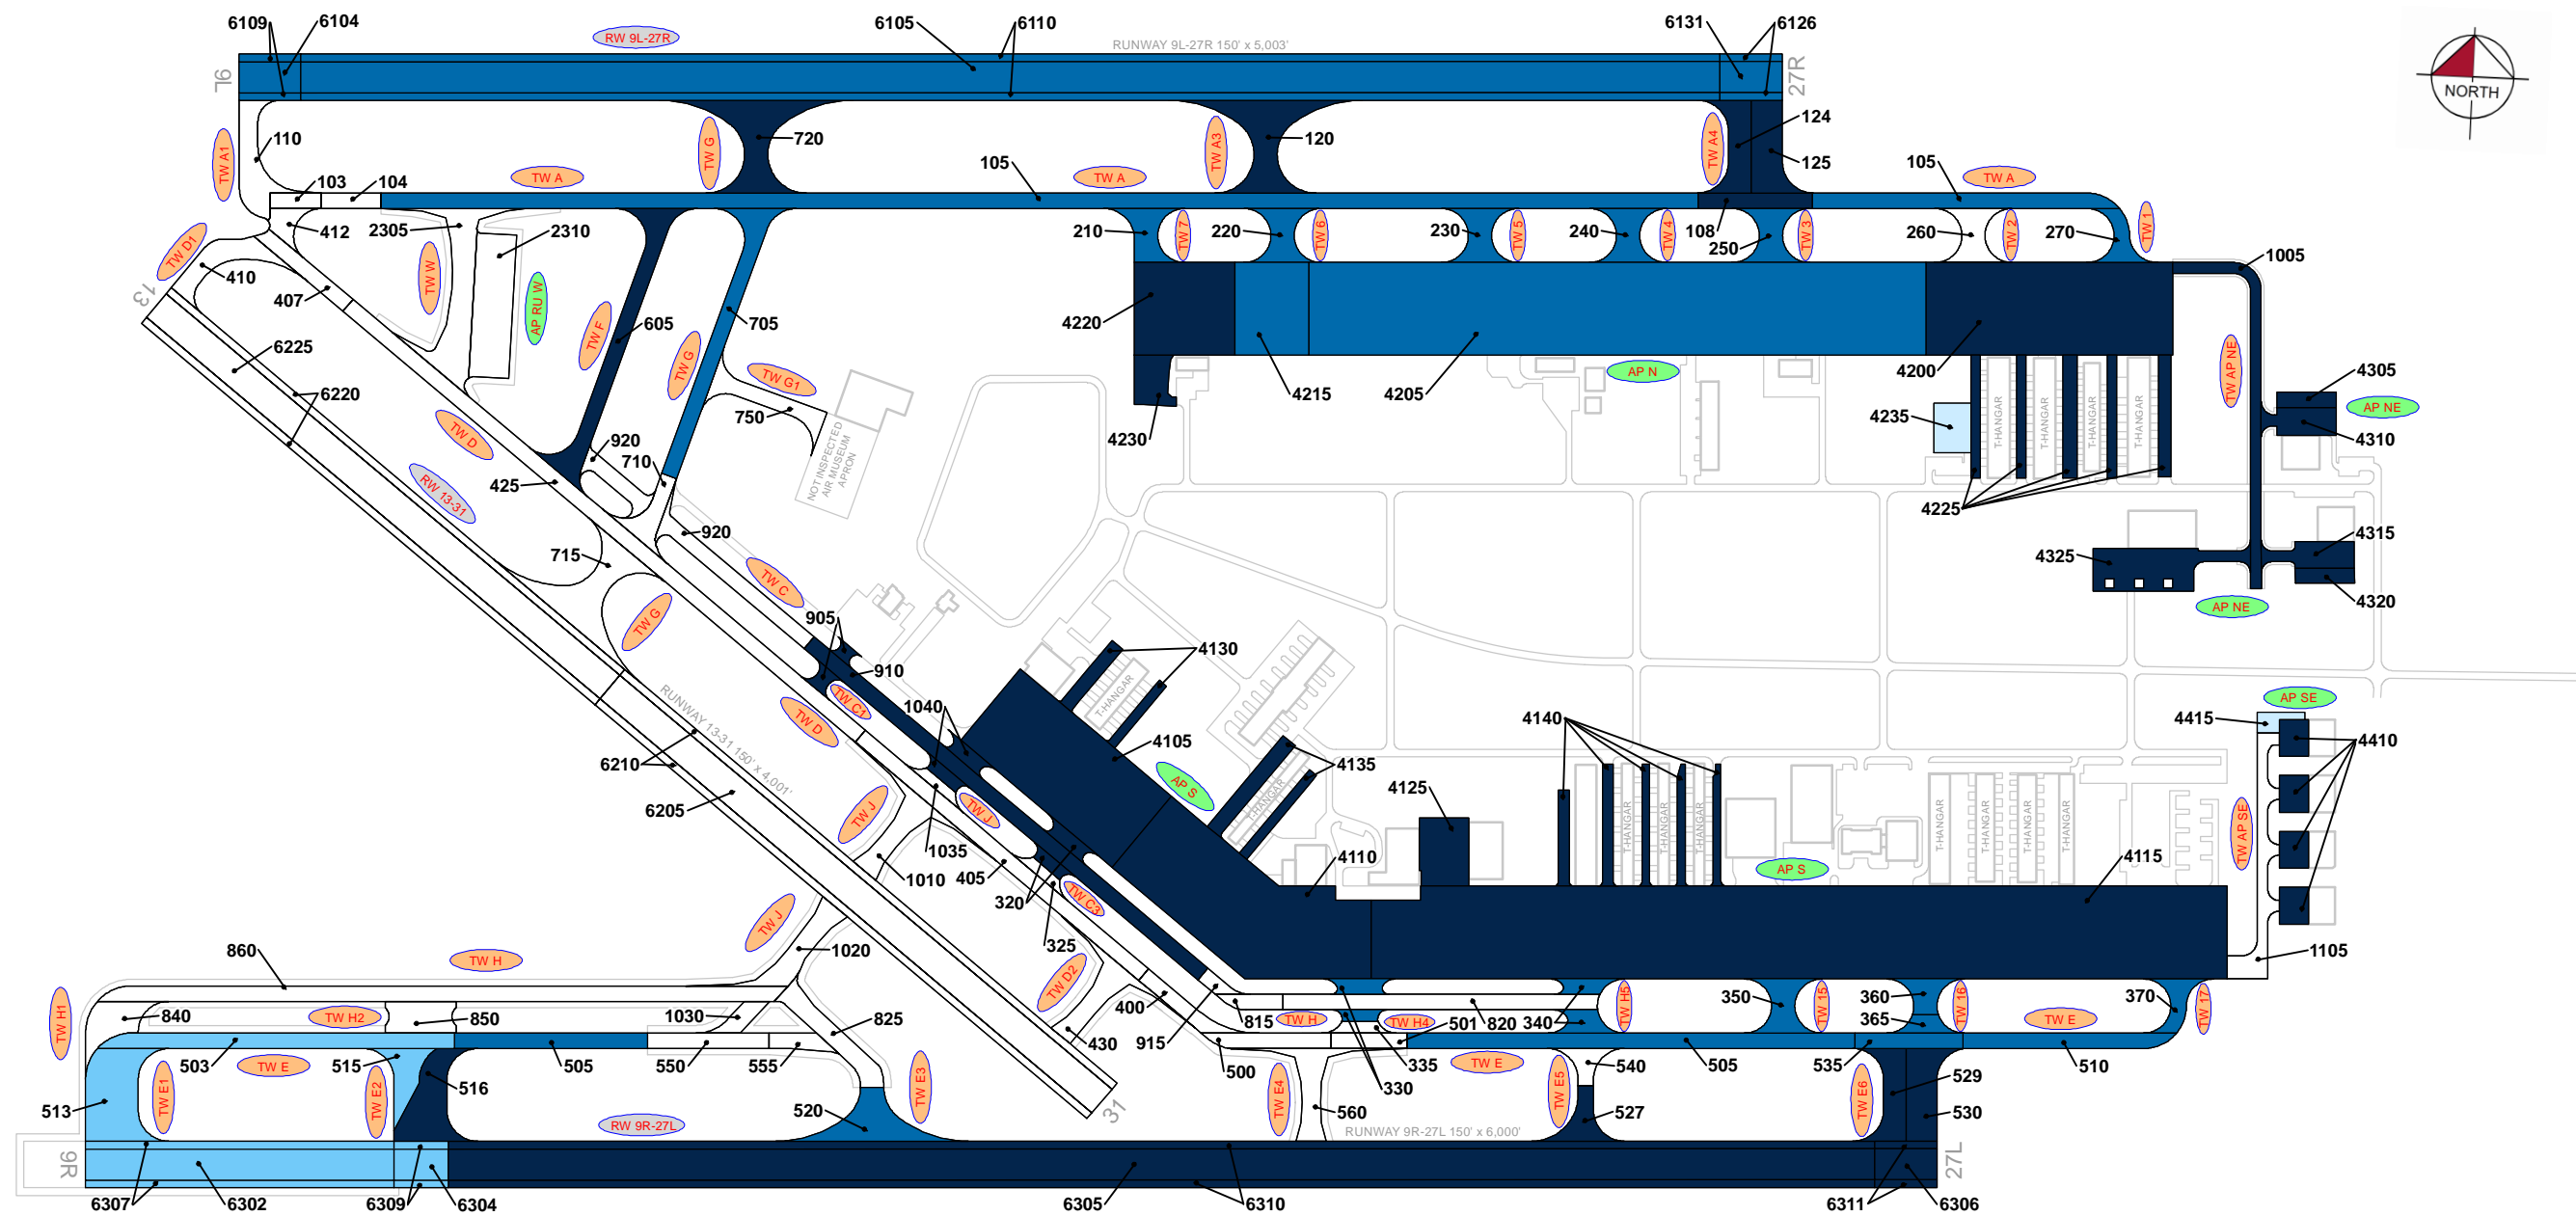 6109
6104
RW 9L-27R
6105
6110
RUNWAY 9L-27R 150' x 5,003'
6131
6126
9L
27R
NORTH
110
TW A1
TW G
720
TW A3
120
TW A4
124
125
103
104
TW A
105
TW A
105
TW A
412
2305
2310
TW D1
410
407
TW W
AP RU W
TW F
605
705
TW G
TW G1
750
210
TW 7
220
TW 6
230
TW 5
240
TW 4
108
250
TW 3
260
TW 2
270
TW 1
1005
13
6225
6220
4220
4215
4205
AP N
4200
TW AP NE
4305
AP NE
4310
4235
T-HANGAR
T-HANGAR
T-HANGAR
T-HANGAR
4230
NOT INSPECTED
AIR MUSEUM
APRON
TW D
920
710
425
RW 13-31
4225
920
715
TW C
4315
4325
4320
AP NE
TW G
905
910
4130
T-HANGAR
TW C1
1040
TW D
RUNWAY 13-31 150' x 4,001'
4105
AP SE
4415
4410
4140
6210
6205
TW J
TW J
AP S
4135
T-HANGAR
4125
T-HANGAR
T-HANGAR
T-HANGAR
T-HANGAR
T-HANGAR
T-HANGAR
T-HANGAR
TW AP SE
1035
1010
405
4110
AP S
4115
320
TW C3
325
TW J
1020
860
TW H
TW D2
1105
TW H1
840
TW H2
850
1030
825
400
430
915
815
TW H
TW H4
501
820
340
TW H5
350
TW 15
360
365
TW 16
TW E
370
TW 17
503
TW E
515
505
550
555
500
335
330
TW E
505
535
510
513
TW E1
TW E2
516
520
TW E3
31
TW E4
560
TW E5
540
527
TW E6
529
530
RW 9R-27L
RUNWAY 9R-27L 150' x 6,000'
9R
27L
6307
6302
6309
6304
6305
6310
6311
6306